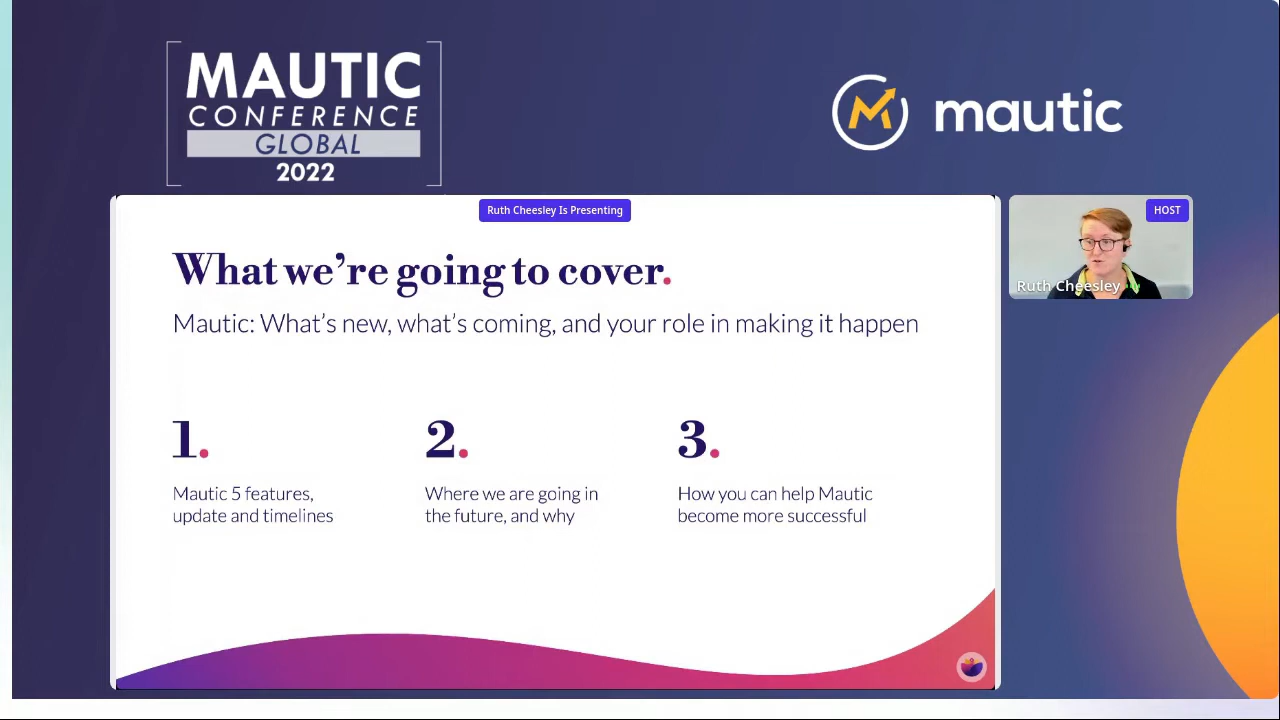 MAUTIC
CONFERENCE
GLOBAL
2022
mautic
Ruth Cheesley Is Presenting
HOST
Ruth Cheesley
What we're going to cover.
Mautic: What's new, what's coming, and your role in making it happen
1.
Mautic 5 features,
update and timelines
2.
Where we are going in
the future, and why
3.
How you can help Mautic
become more successful